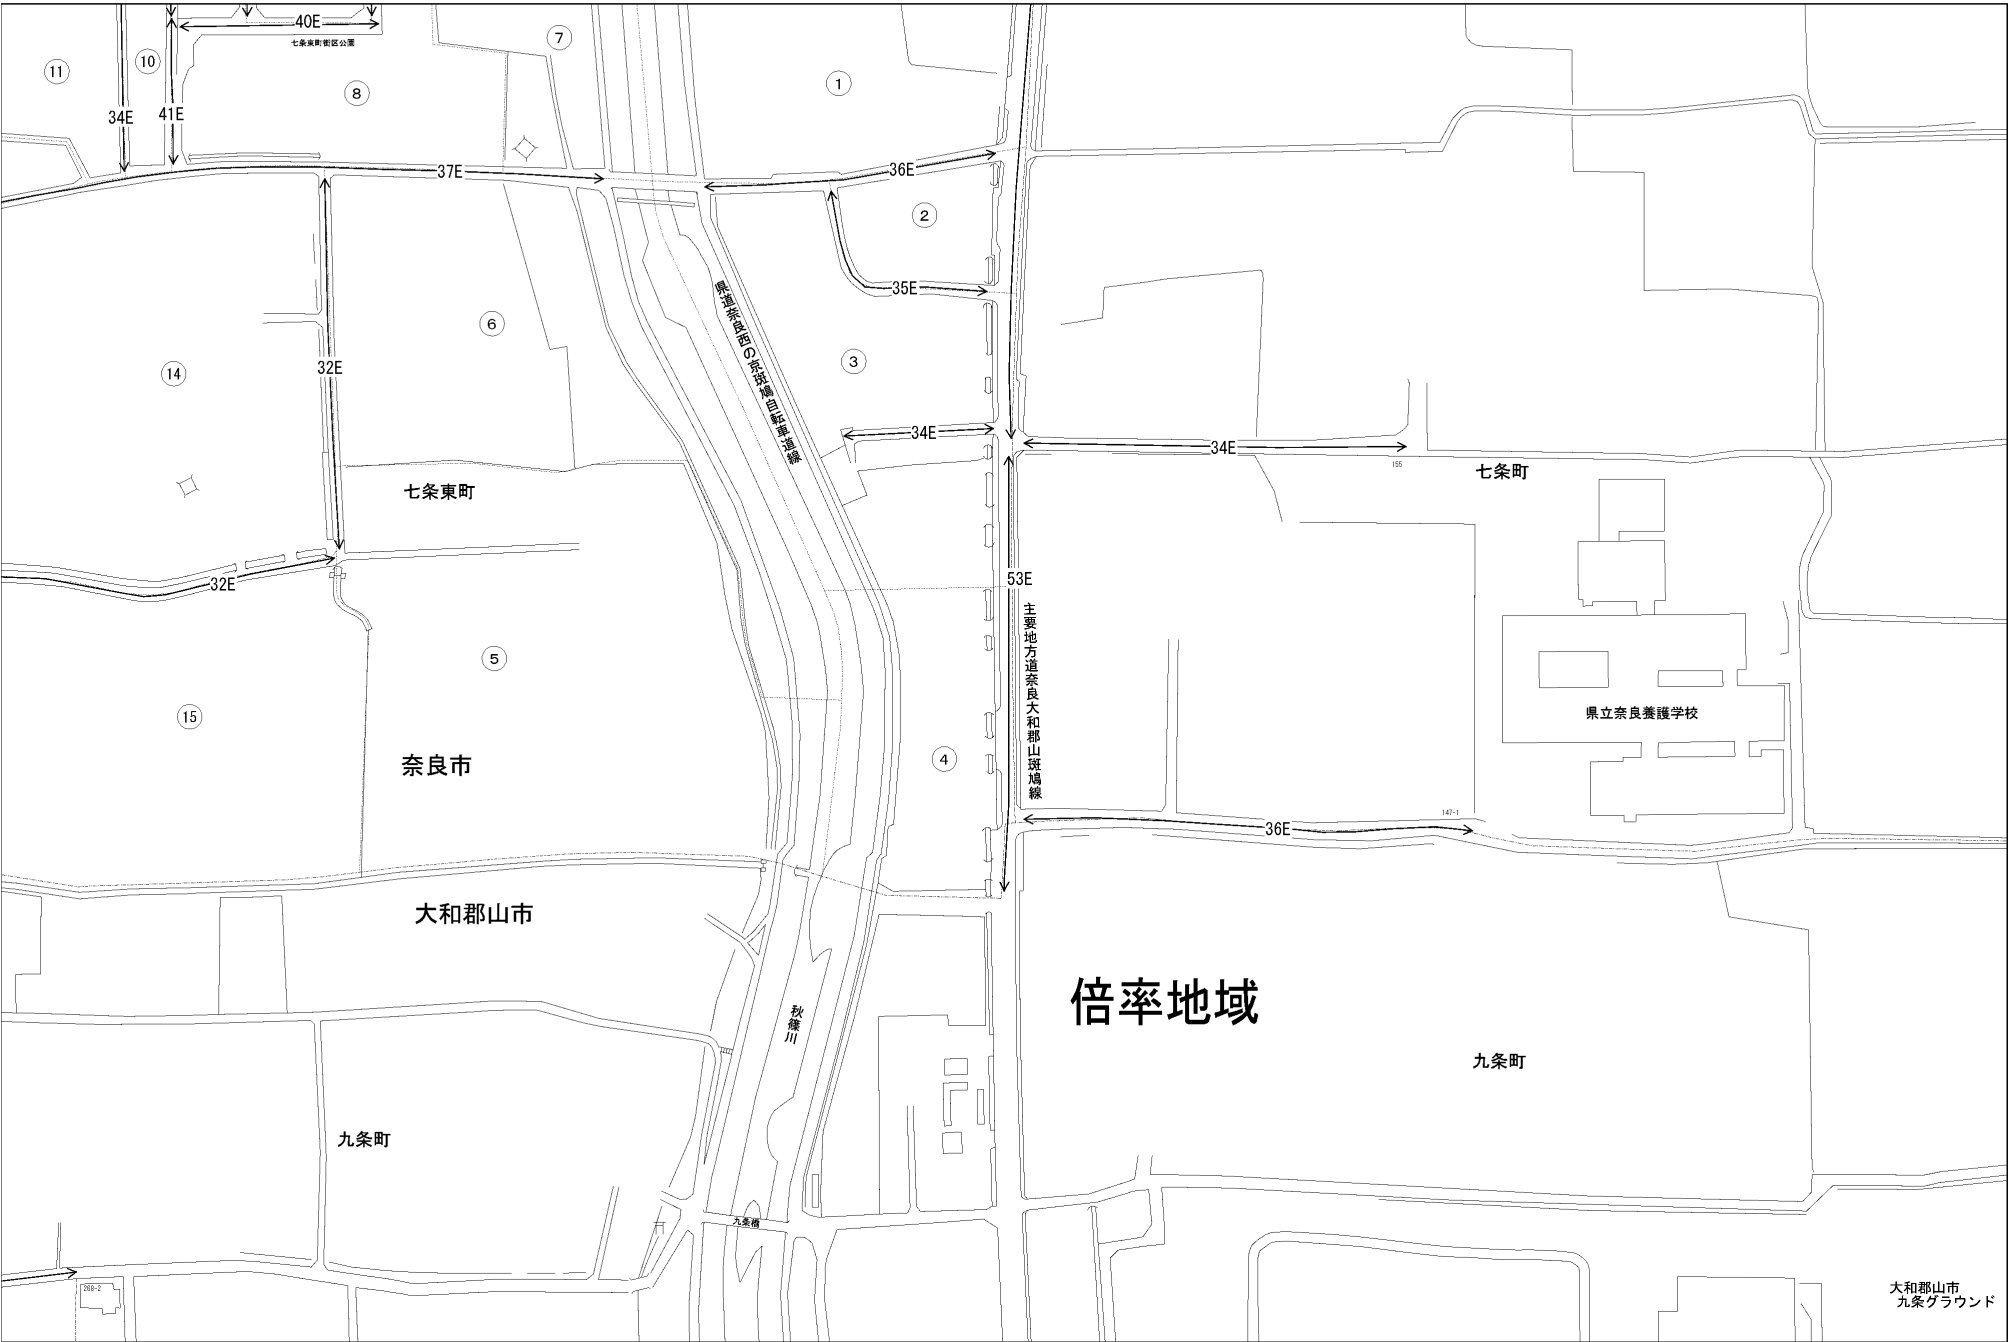 40E
七条東町街区公園
⑦
⑪
⑩
⑧
①
34E
41E
37E
36E
②
35E
県道奈良西の京斑鳩自転車道線
⑥
③
32E
⑭
34E
34E
155
七条町
七条東町
53E
32E
主要地方道奈良大和郡山斑鳩線
⑤
⑮
県立奈良養護学校
奈良市
④
147-1
36E
大和郡山市
倍率地域
秋篠川
九条町
九条町
九条橋
268-2
大和郡山市
九条グラウンド